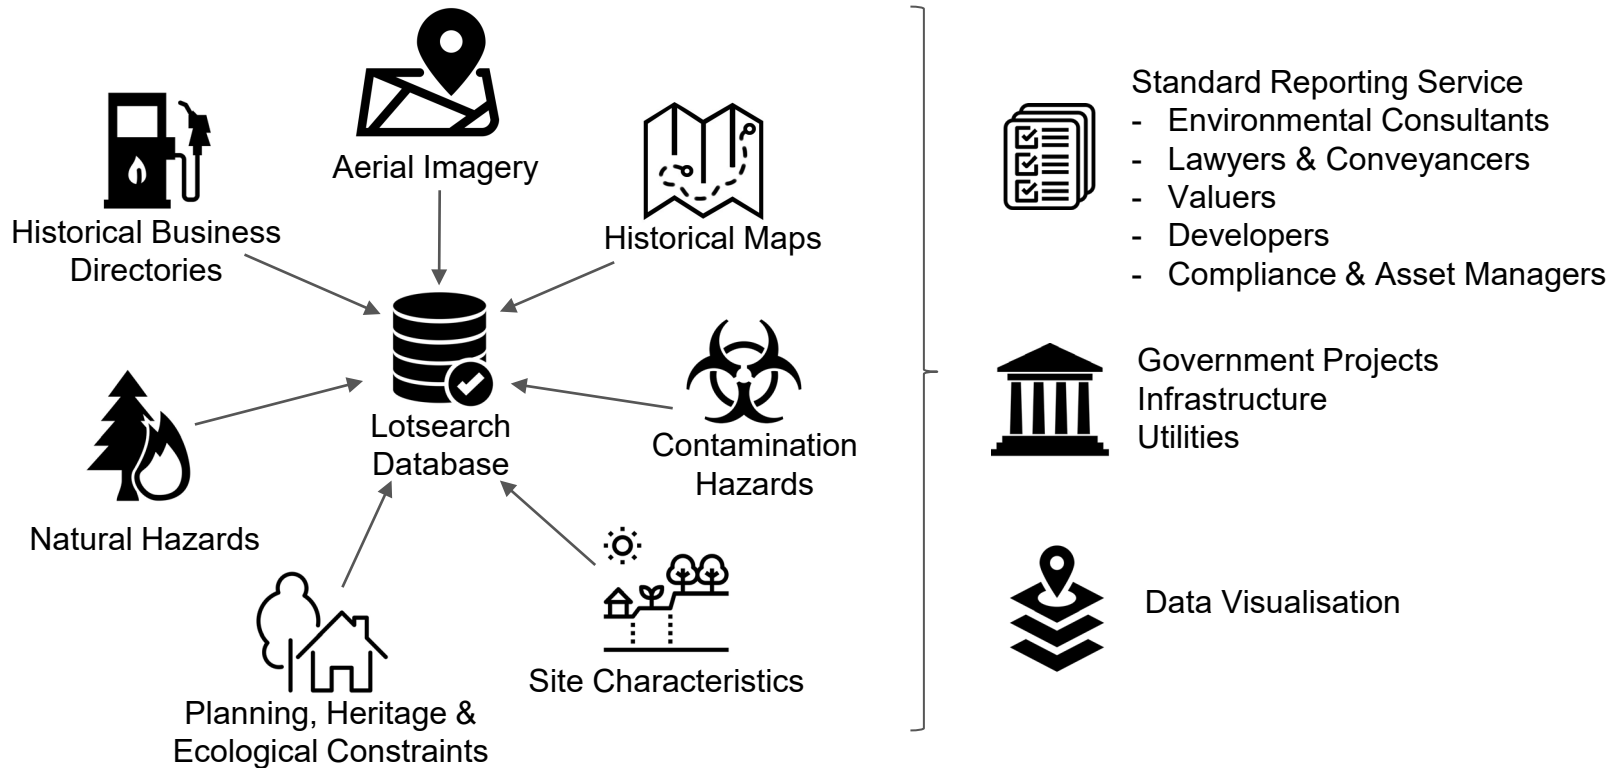 Aerial Imagery
Historical Business
Directories
Historical Maps
Lotsearch
Database
Contamination
Hazards
Natural Hazards
Site Characteristics
Planning, Heritage &
Ecological Constraints
Standard Reporting Service
- Environmental Consultants
- Lawyers & Conveyancers
- Valuers
- Developers
- Compliance & Asset Managers
Government Projects
Infrastructure
Utilities
Data Visualisation